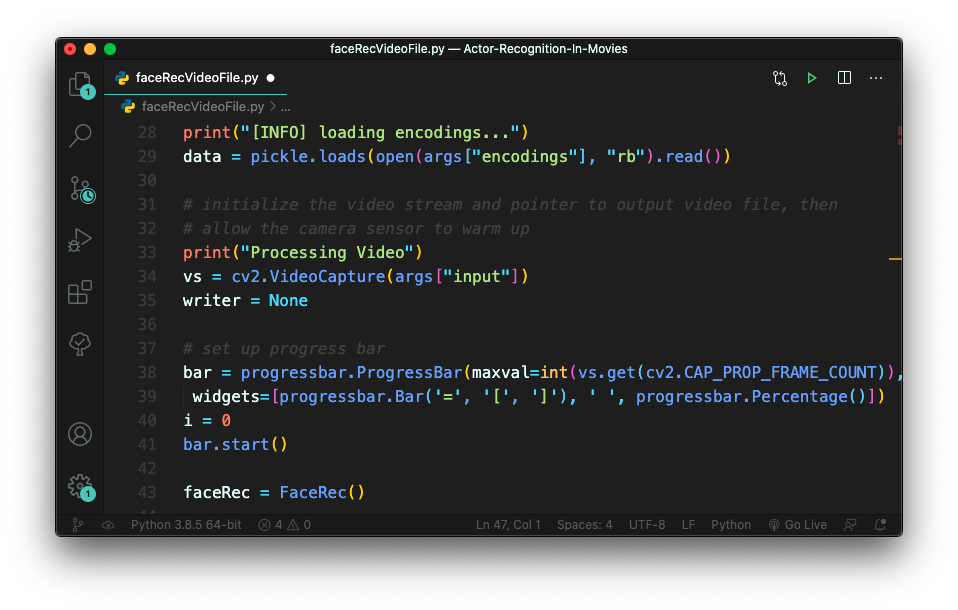 faceRecVideoFile.py — Actor-Recognition-In-Movies
faceRecVideoFile.py
faceRecVideoFile.py > ...
28 print("[INFO] loading encodings...")
29 data = pickle.loads(open(args["encodings"], "rb").read())
30
31 # initialize the video stream and pointer to output video file, then
32 # allow the camera sensor to warm up
33 print("Processing Video")
34 vs = cv2.VideoCapture(args["input"])
35 writer = None
36
37 # set up progress bar
38 bar = progressbar.ProgressBar(maxval=int(vs.get(cv2.CAP_PROP_FRAME_COUNT)),
39 widgets=[progressbar.Bar('=', '[', ']'), ' ', progressbar.Percentage()])
40 i = 0
41 bar.start()
42
43 faceRec = FaceRec()
1
1
Python 3.8.5 64-bit 4 0 Ln 47, Col 1 Spaces: 4 UTF-8 LF Python Go Live